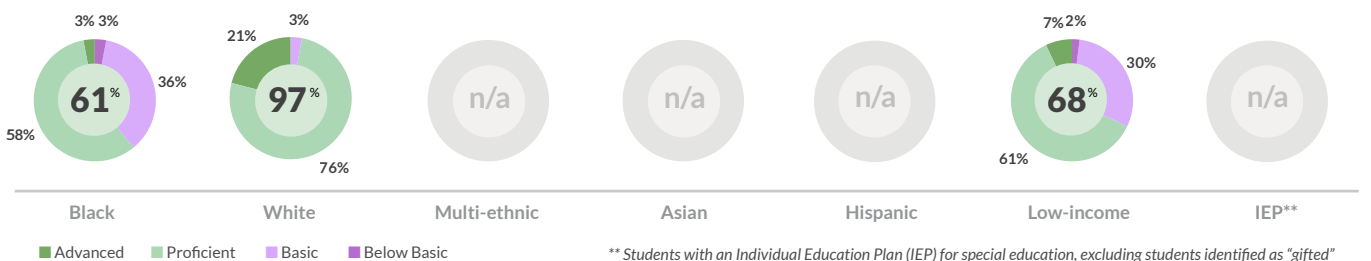 3% 3%
36%
58%
61%
21%
3%
76%
97%
n/a
n/a
n/a
7% 2%
30%
61%
68%
n/a
Black
White
Multi-ethnic
Asian
Hispanic
Low-income
IEP**
Advanced
Proficient
Basic
Below Basic
** Students with an Individual Education Plan (IEP) for special education, excluding students identified as “gifted”